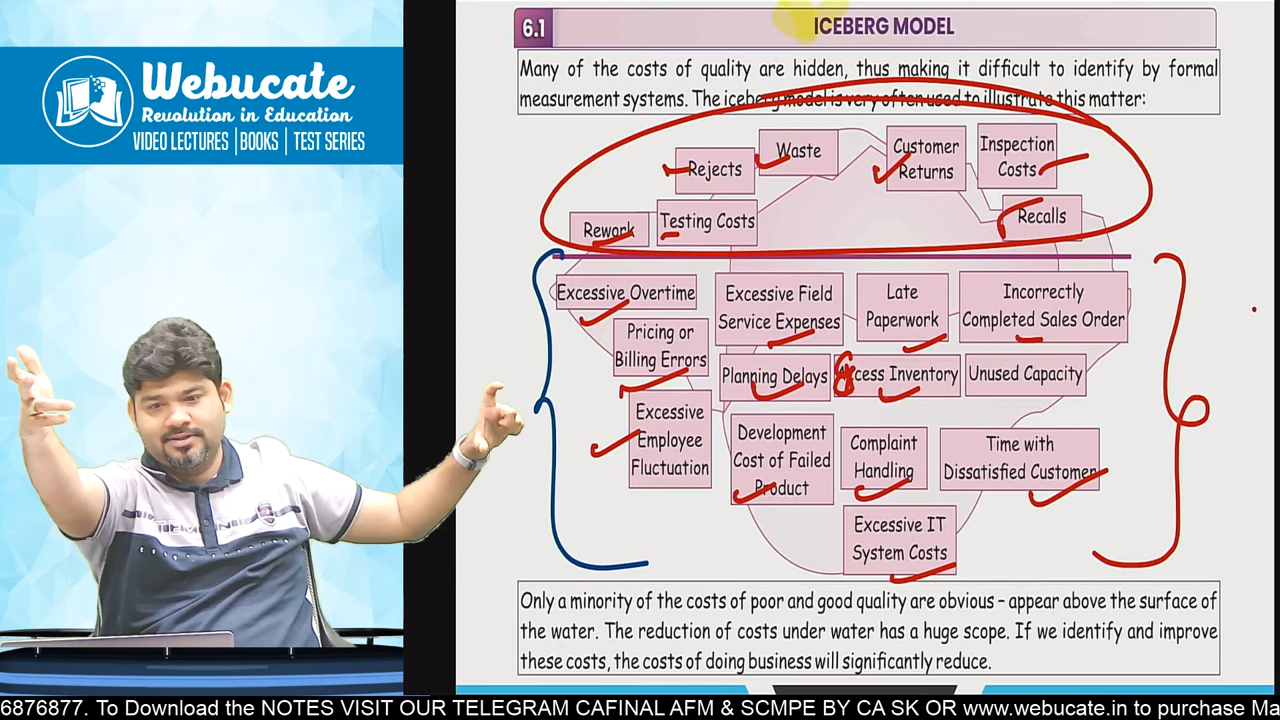 Webucate
Revolution in Education
VIDEO LECTURES | BOOKS | TEST SERIES
6.1
ICEBERG MODEL
Many of the costs of quality are hidden, thus making it difficult to identify by formal
measurement systems. The iceberg model is very often used to illustrate this matter:
Rejects
Waste
Customer
Returns
Inspection
Costs
Rework
Testing Costs
Recalls
Excessive Overtime
Excessive Field
Service Expenses
Late
Paperwork
Incorrectly
Completed Sales Order
Pricing or
Billing Errors
Planning Delays
Inventory
Unused Capacity
Excessive
Employee
Fluctuation
Development
Cost of Failed
Product
Complaint
Handling
Time with
Dissatisfied Customer
Excessive IT
System Costs
Only a minority of the costs of poor and good quality are obvious – appear above the surface of
the water. The reduction of costs under water has a huge scope. If we identify and improve
these costs, the costs of doing business will significantly reduce.
6876877. To Download the NOTES VISIT OUR TELEGRAM CAFINAL AFM & SCMPE BY CA SK OR www.webucate.in to purchase Ma